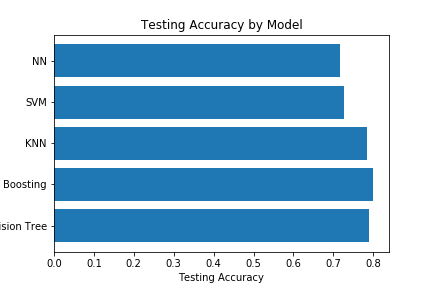 Testing Accuracy by Model
NN
SVM
KNN
Boosting
ision Tree
0.0 0.1 0.2 0.3 0.4 0.5 0.6 0.7 0.8
Testing Accuracy